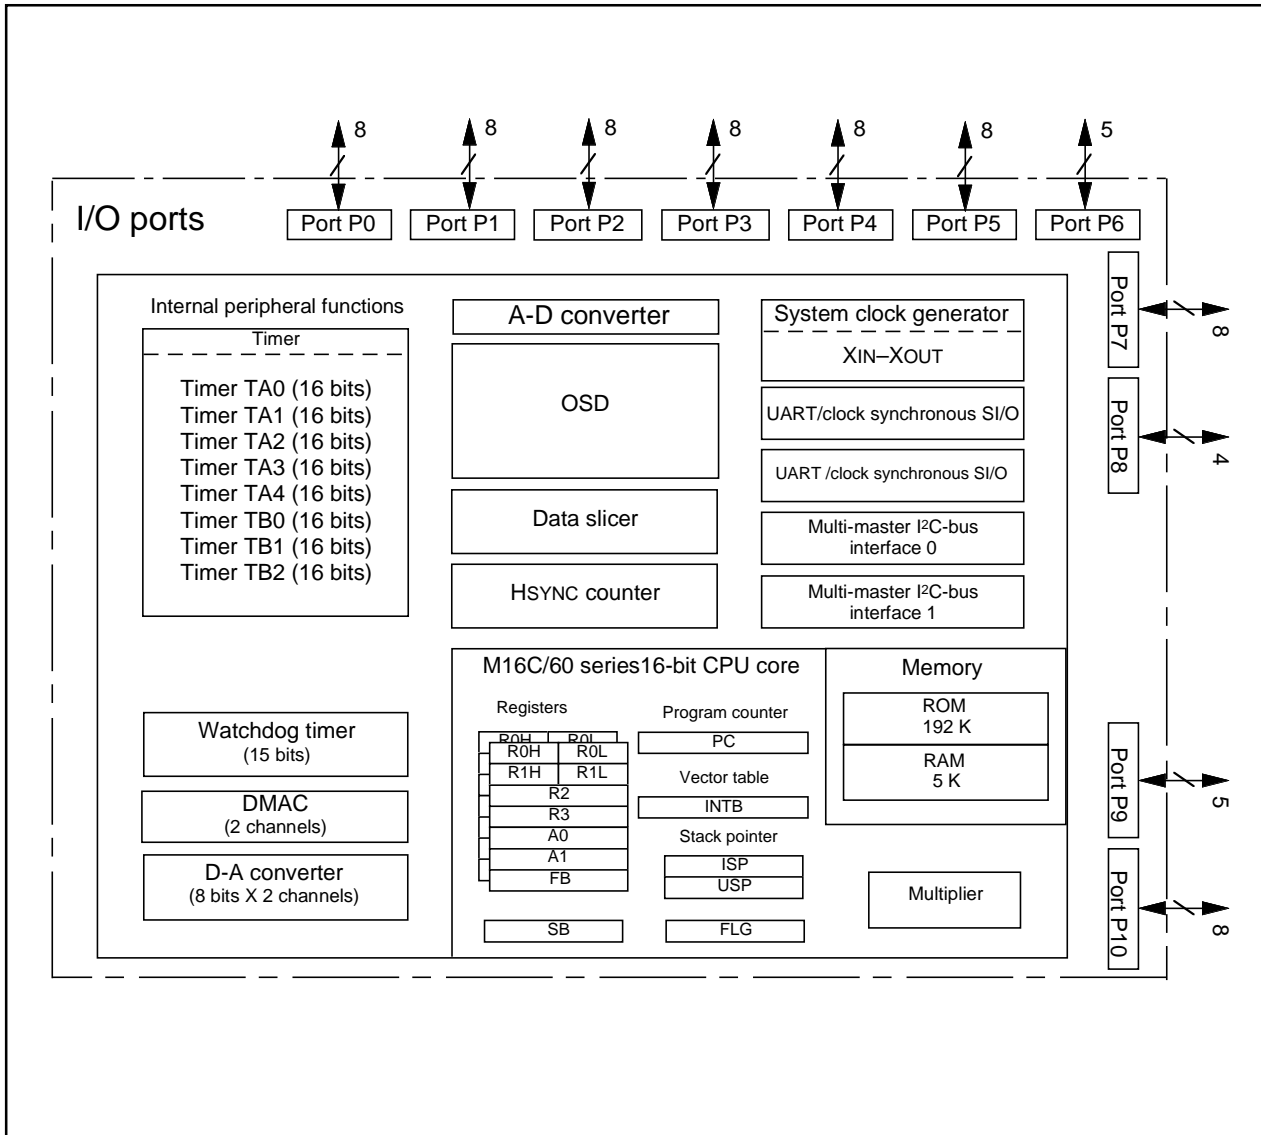 8 8 8 8 8 8 5
I/O ports
Port P0 Port P1 Port P2 Port P3 Port P4 Port P5 Port P6
Port P7
8
Port P8
4
Port P9
5
Port P10
8
Internal peripheral functions
Timer
Timer TA0 (16 bits)
Timer TA1 (16 bits)
Timer TA2 (16 bits)
Timer TA3 (16 bits)
Timer TA4 (16 bits)
Timer TB0 (16 bits)
Timer TB1 (16 bits)
Timer TB2 (16 bits)
Watchdog timer
(15 bits)
DMAC
(2 channels)
D-A converter
(8 bits X 2 channels)
A-D converter
OSD
Data slicer
HSYNC counter
System clock generator
XIN–XOUT
UART/clock synchronous SI/O
UART /clock synchronous SI/O
Multi-master I2C-bus
interface 0
Multi-master I2C-bus
interface 1
M16C/60 series16-bit CPU core
Registers
R0H R0L
R0H R0L
R1H R1L
R2
R3
A0
A1
FB
SB
Program counter
PC
Vector table
INTB
Stack pointer
ISP
USP
FLG
Memory
ROM
192 K
RAM
5 K
Multiplier